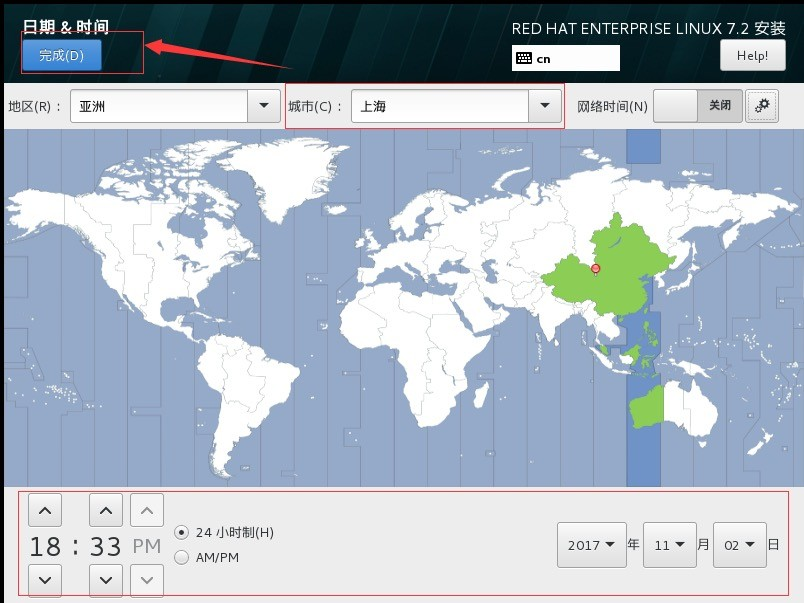 日期 & 时间
RED HAT ENTERPRISE LINUX 7.2 安装
完成(D)
cn
Help!
地区(R)： 亚洲 城市(C)： 上海 网络时间(N) 关闭
18 : 33 PM
24 小时制(H)
AM/PM
2017 年 11 月 02 日